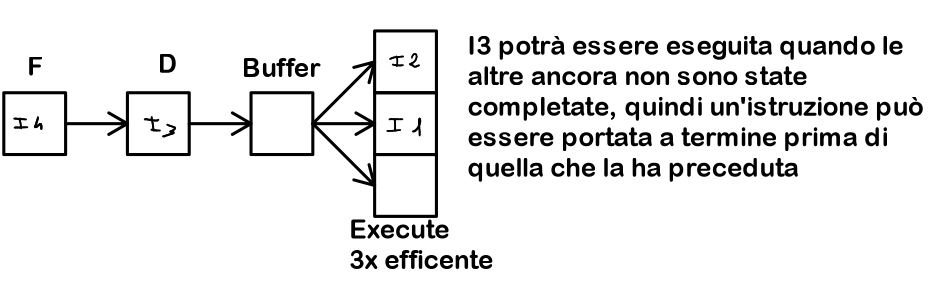 F
D
Buffer
I4
I3
I2
I1
Execute
3x efficente
I3 potrà essere eseguita quando le
altre ancora non sono state
completate, quindi un'istruzione può
essere portata a termine prima di
quella che la ha preceduta